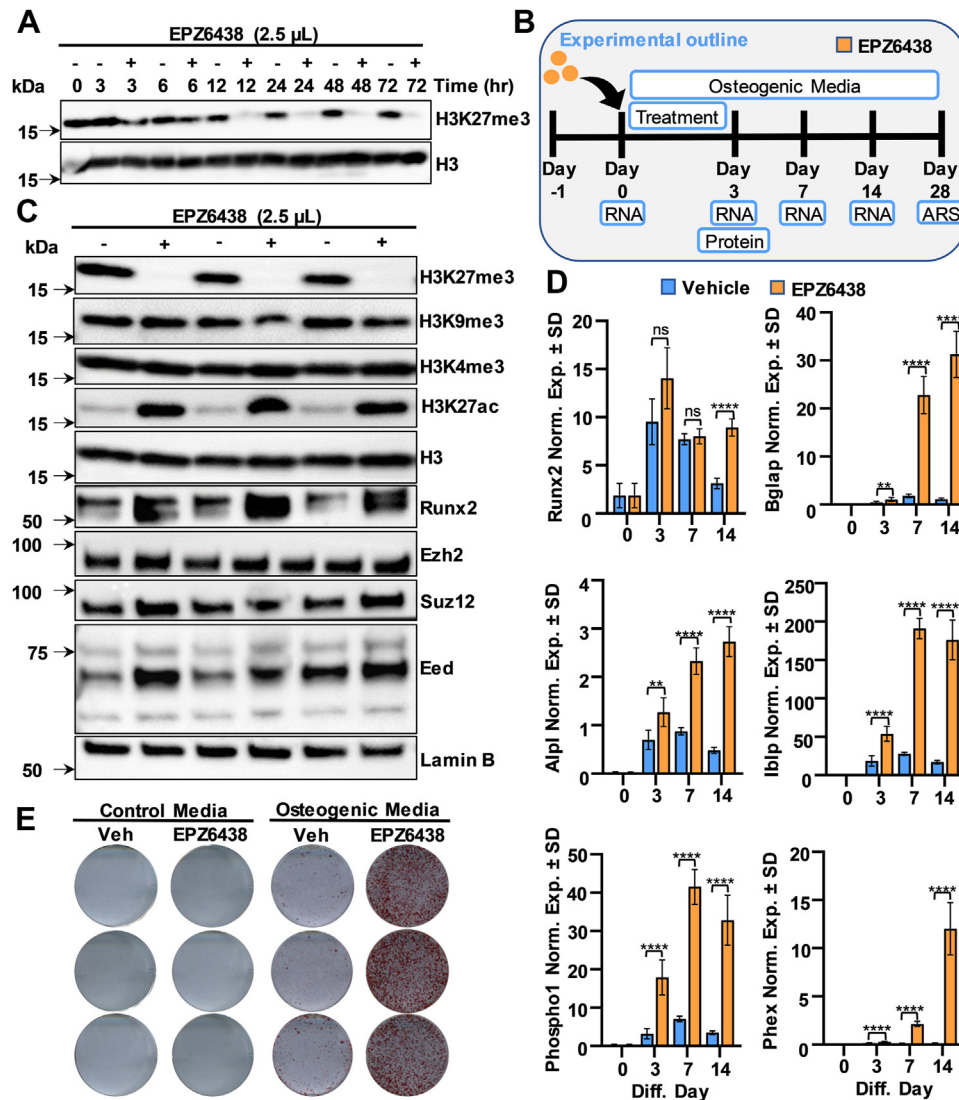 A
EPZ6438 (2.5 µL)
- - + - + - + - + - + - +
kDa 0 3 3 6 6 12 12 24 24 48 48 72 72 Time (hr)
15 H3K27me3
15 H3
B
Experimental outline EPZ6438
Osteogenic Media
Treatment
Day Day Day Day Day Day
-1 0 3 7 14 28
RNA RNA RNA RNA ARS
Protein
C
EPZ6438 (2.5 µL)
kDa - + - + - +
15 H3K27me3
15 H3K9me3
15 H3K4me3
15 H3K27ac
15 H3
50 Runx2
100 Ezh2
100 Suz12
75 Eed
50 Lamin B
D
Vehicle EPZ6438
Runx2 Norm. Exp. ± SD
20
15
10
5
0
ns
ns
****
0 3 7 14
Bglap Norm. Exp. ± SD
40
30
20
10
0
**
****
****
0 3 7 14
Alpl Norm. Exp. ± SD
4
3
2
1
0
**
****
****
0 3 7 14
Iblp Norm. Exp. ± SD
250
200
150
100
50
0
****
****
****
0 3 7 14
Phospho1 Norm. Exp. ± SD
50
40
30
20
10
0
****
****
****
0 3 7 14
Diff. Day
Phex Norm. Exp. ± SD
20
15
10
5
0
****
****
****
0 3 7 14
Diff. Day
E
Control Media Osteogenic Media
Veh EPZ6438 Veh EPZ6438